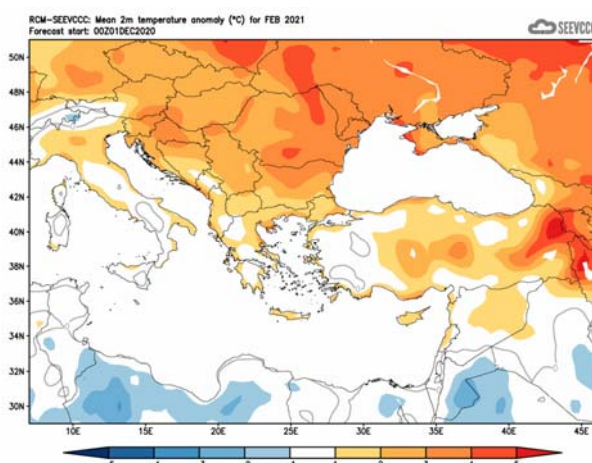 RCM-SEEVCCC: Mean 2m temperature anomaly (°C) for FEB 2021
Forecast start: 00Z01DEC2020
SEEVCCC
50N
48N
46N
44N
42N
40N
38N
36N
34N
32N
30N
10E 15E 20E 25E 30E 35E 40E 45E